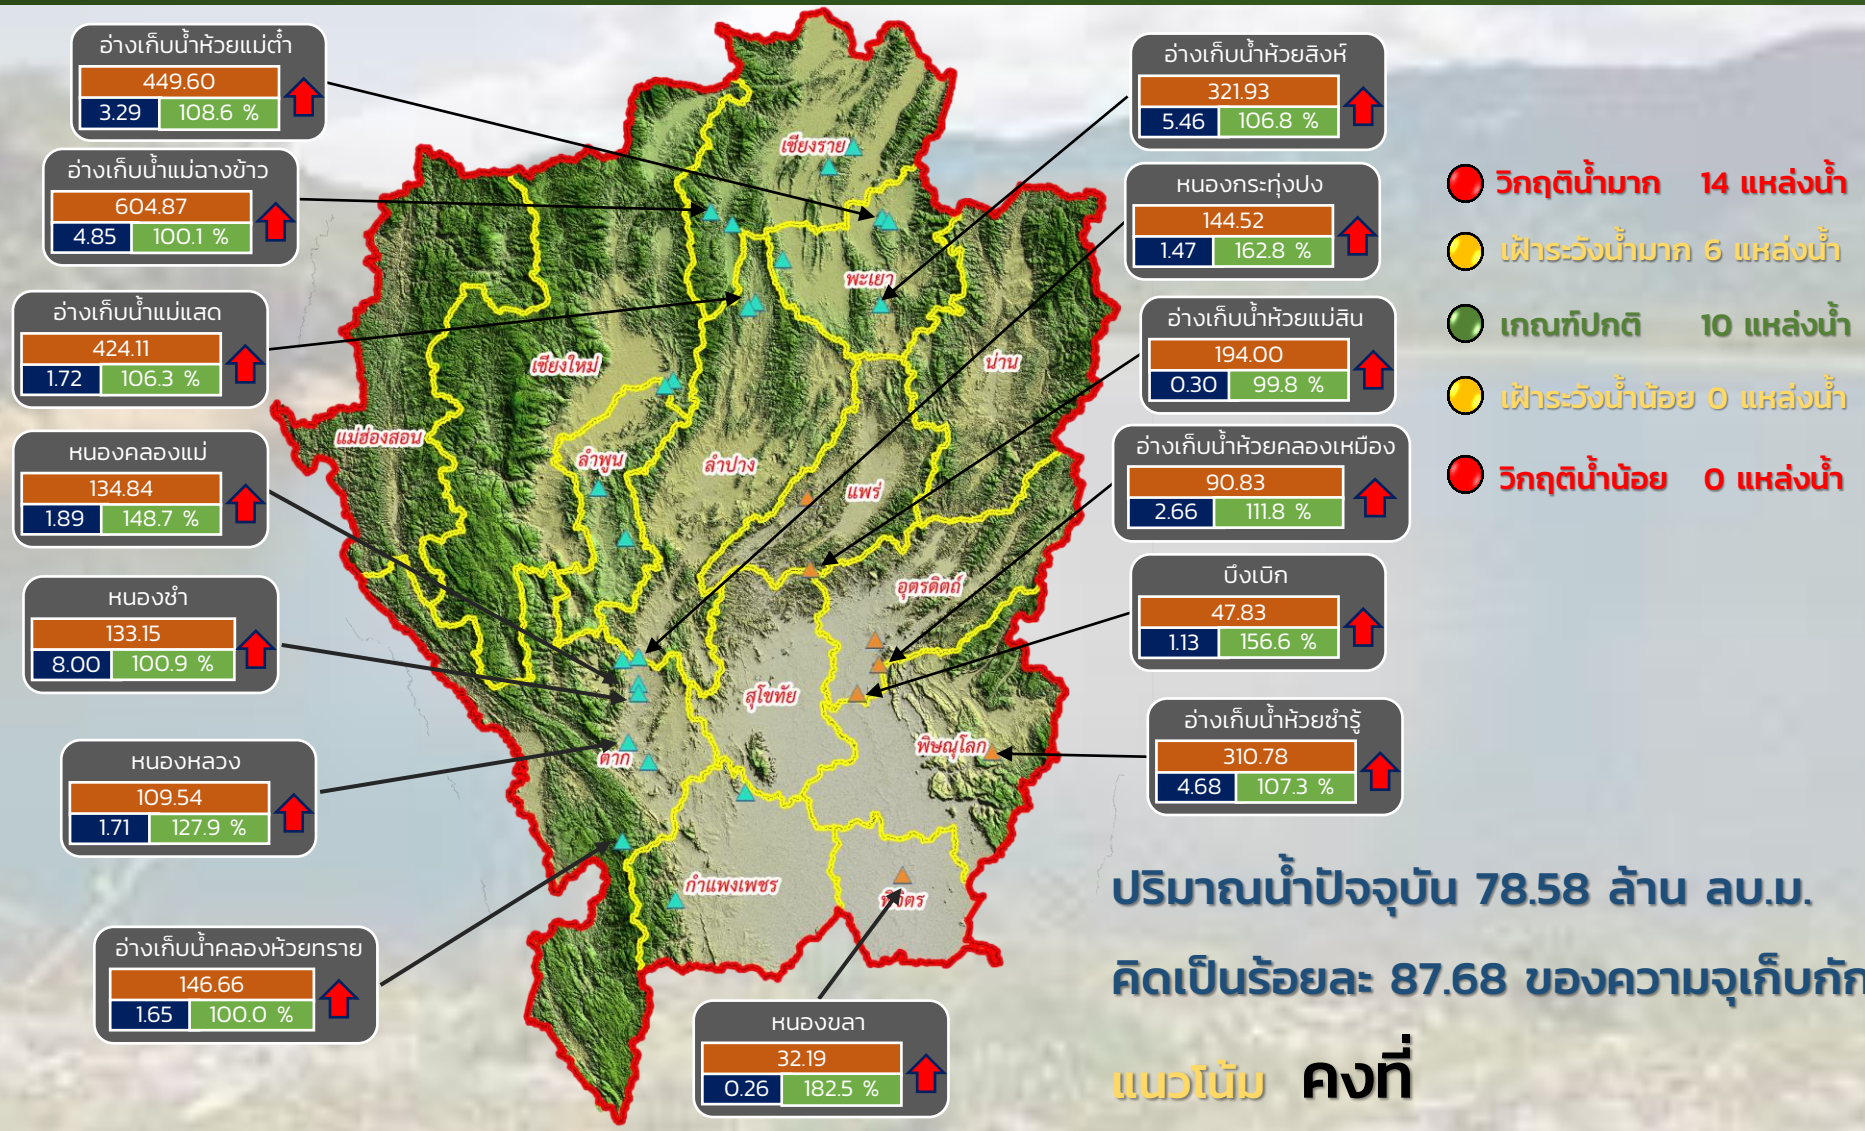 อ่างเก็บน้ำห้วยแม่ต๋ำ
449.60
3.29 108.6 %
อ่างเก็บน้ำแม่ฉางข้าว
604.87
4.85 100.1 %
อ่างเก็บน้ำแม่แสด
424.11
1.72 106.3 %
หนองคลองแม่
134.84
1.89 148.7 %
หนองชำ
133.15
8.00 100.9 %
หนองหลวง
109.54
1.71 127.9 %
อ่างเก็บน้ำคลองห้วยทราย
146.66
1.65 100.0 %
เชียงราย
พะเยา
น่าน
เชียงใหม่
แม่ฮ่องสอน
ลำพูน
ลำปาง
แพร่
อุตรดิตถ์
สุโขทัย
ตาก
พิษณุโลก
กำแพงเพชร
พิจิตร
หนองขลา
32.19
0.26 182.5 %
อ่างเก็บน้ำห้วยสิงห์
321.93
5.46 106.8 %
หนองกระทุ่งปง
144.52
1.47 162.8 %
อ่างเก็บน้ำห้วยแม่สิน
194.00
0.30 99.8 %
อ่างเก็บน้ำห้วยคลองเหมือง
90.83
2.66 111.8 %
บึงเบิก
47.83
1.13 156.6 %
อ่างเก็บน้ำห้วยซำรู้
310.78
4.68 107.3 %
วิกฤติน้ำมาก 14 แหล่งน้ำ
เฝ้าระวังน้ำมาก 6 แหล่งน้ำ
เกณฑ์ปกติ 10 แหล่งน้ำ
เฝ้าระวังน้ำน้อย 0 แหล่งน้ำ
วิกฤติน้ำน้อย 0 แหล่งน้ำ
ปริมาณน้ำปัจจุบัน 78.58 ล้าน ลบ.ม.
คิดเป็นร้อยละ 87.68 ของความจุเก็บกัก
แนวโน้ม คงที่